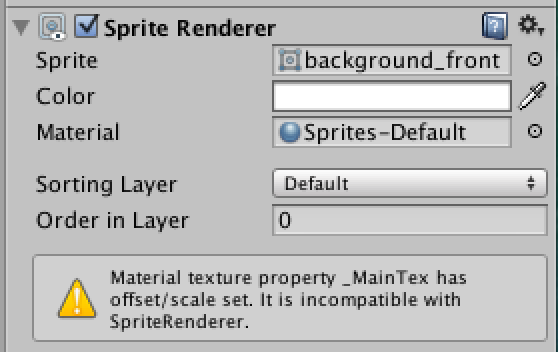 Sprite Renderer
Sprite background_front
Color
Material Sprites-Default
Sorting Layer Default
Order in Layer 0
Material texture property _MainTex has
offset/scale set. It is incompatible with
SpriteRenderer.